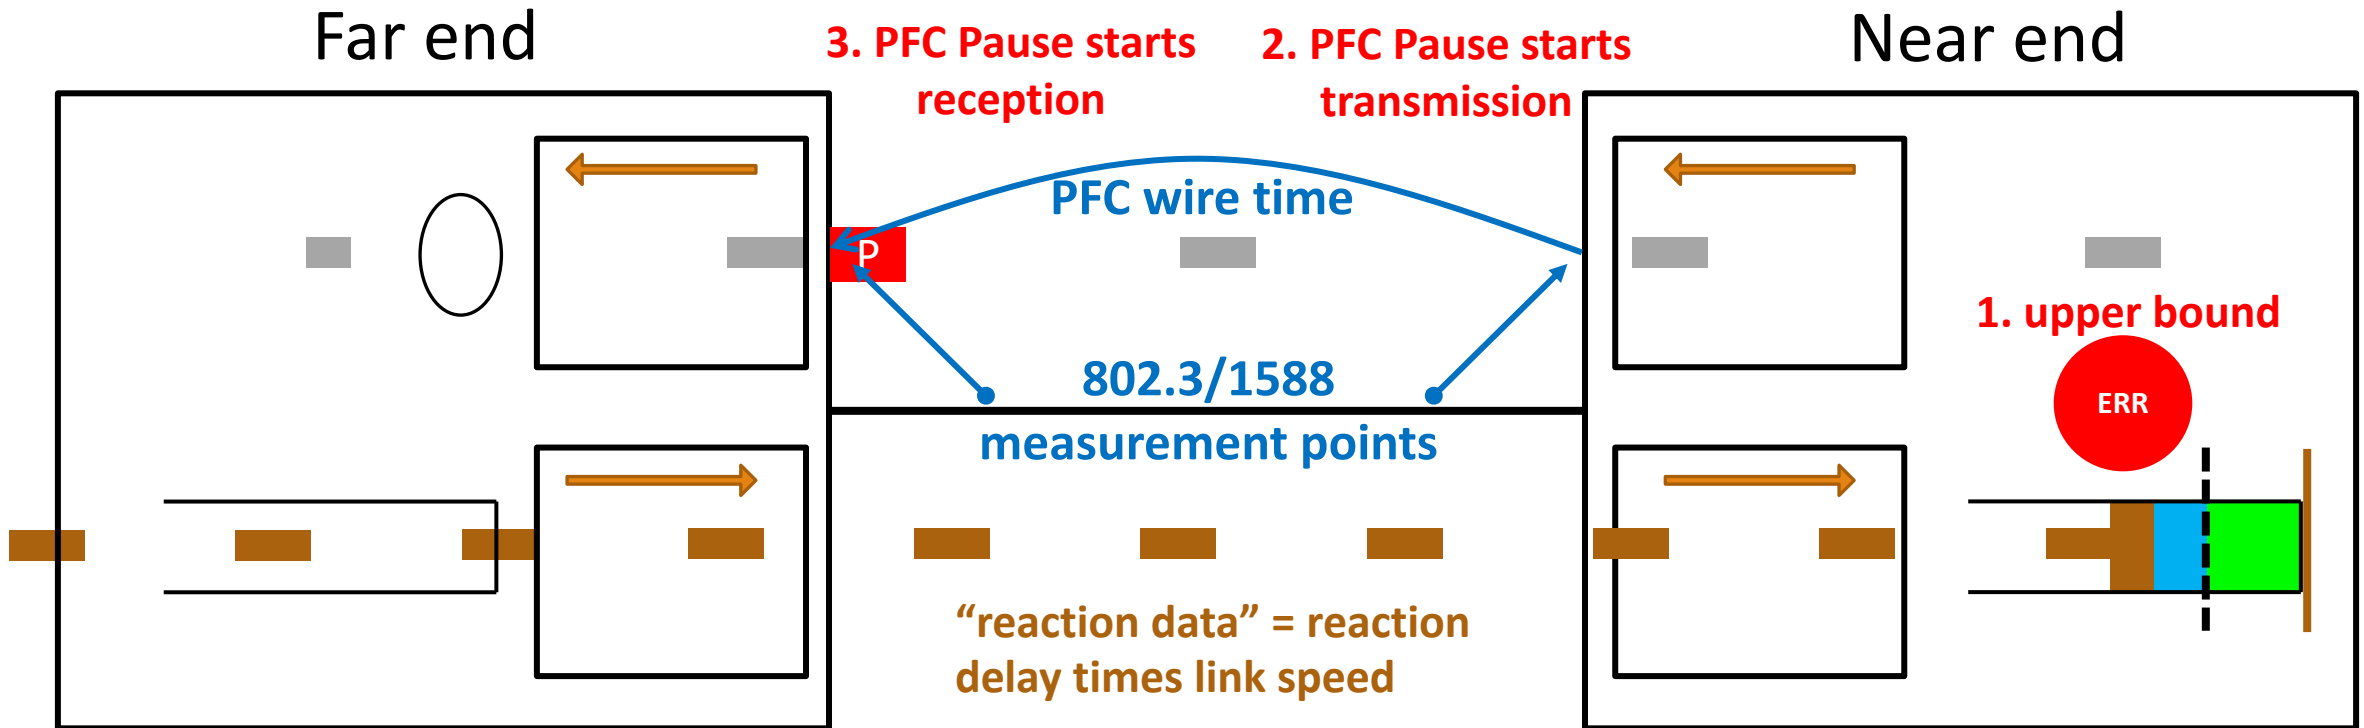 Far end
3. PFC Pause starts
reception
2. PFC Pause starts
transmission
Near end
PFC wire time
P
1. upper bound
802.3/1588
measurement points
ERR
“reaction data” = reaction
delay times link speed